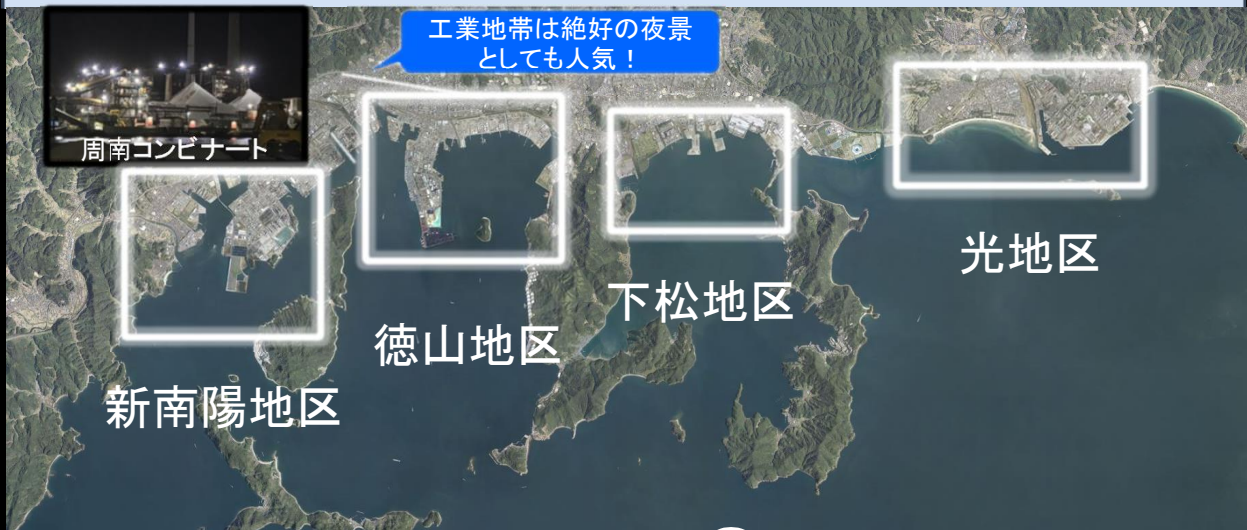 工業地帯は絶好の夜景
としても人気！
周南コンビナート
光地区
下松地区
徳山地区
新南陽地区